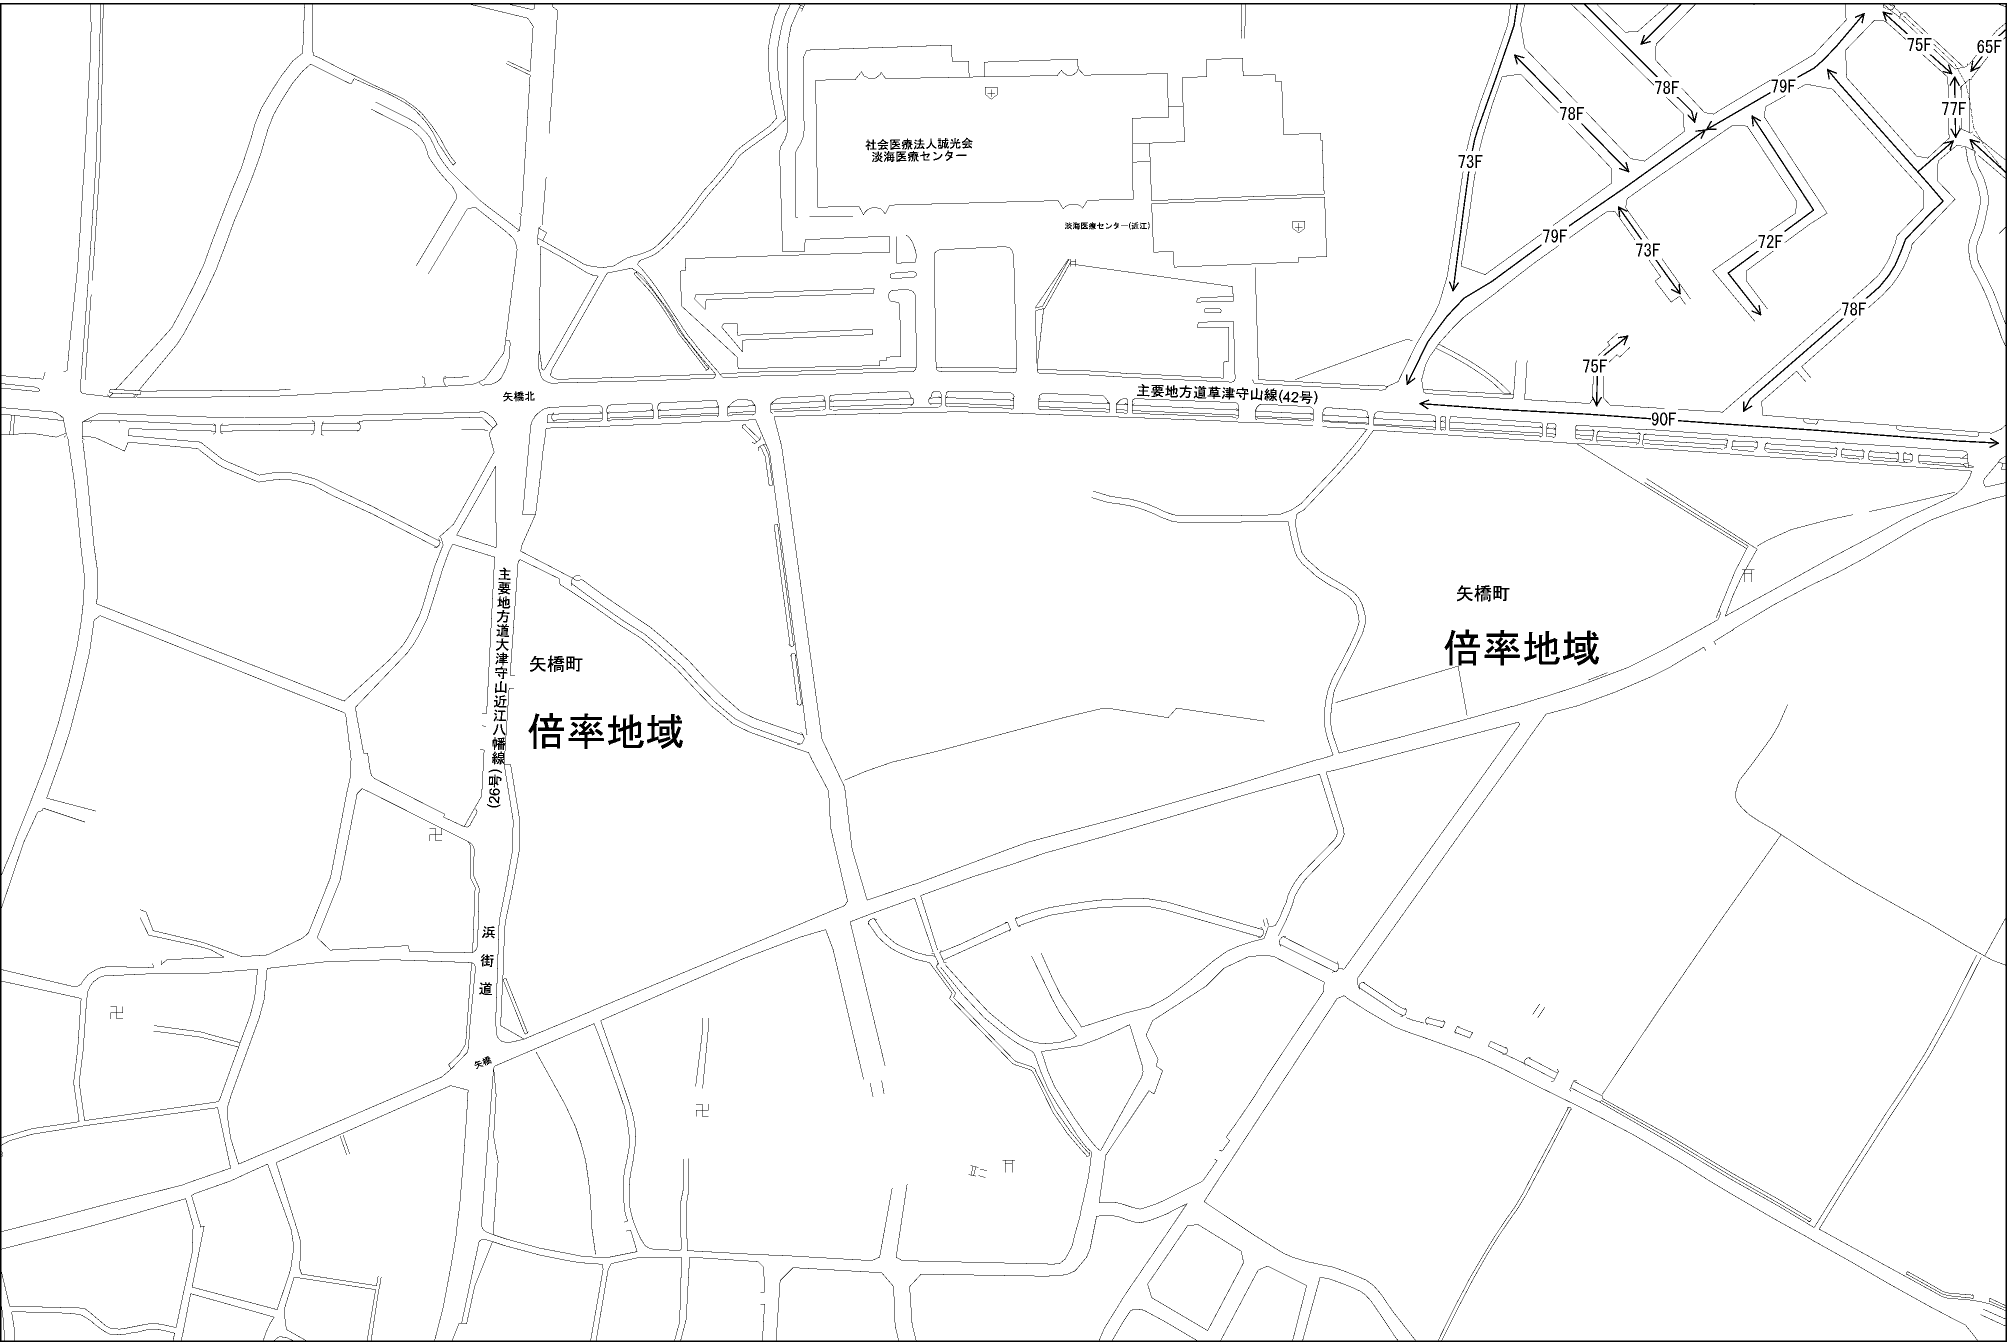 75F
65F
78F
79F
78F
77F
社会医療法人誠光会
淡海医療センター
73F
淡海医療センター(近江)
79F
73F
72F
78F
75F
矢橋北
主要地方道草津守山線(42号)
90F
主要地方道大津守山近江八幡線(26号)
矢橋町
倍率地域
矢橋町
倍率地域
浜街道
矢橋